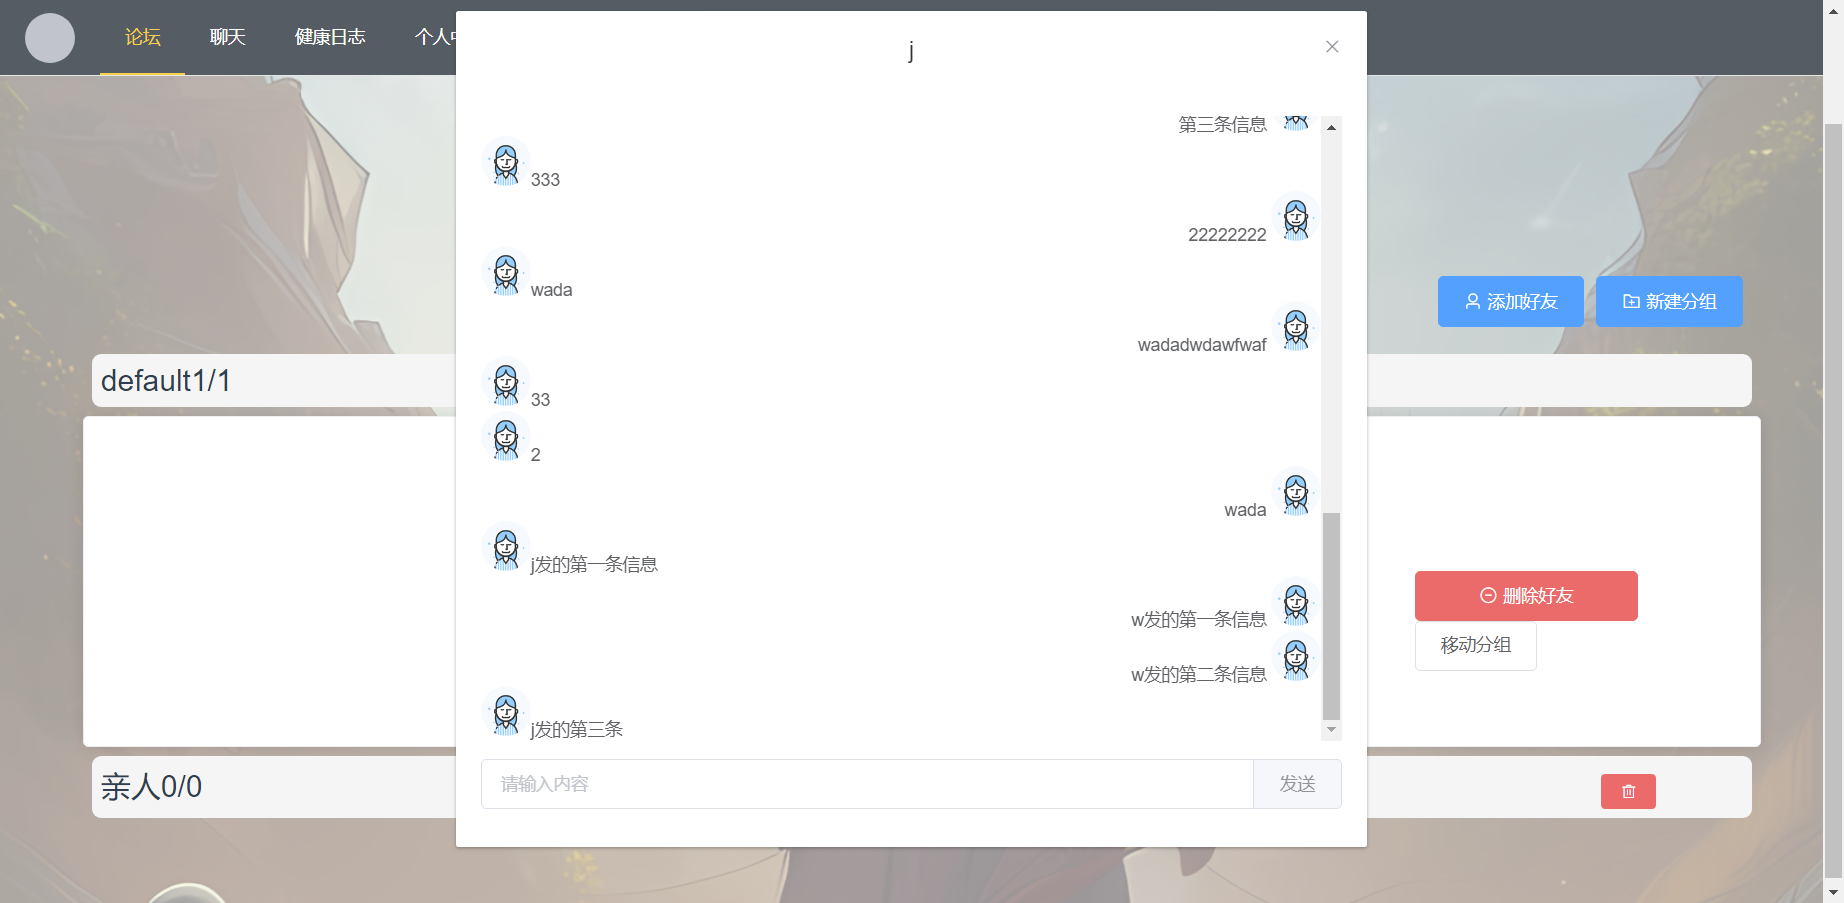 论坛
聊天
健康日志
个人中
j
第三条信息
333
22222222
wada
wadadwdawfwaf
33
2
wada
j发的第一条信息
w发的第一条信息
w发的第二条信息
j发的第三条
请输入内容
发送
添加好友
新建分组
default1/1
删除好友
移动分组
亲人0/0